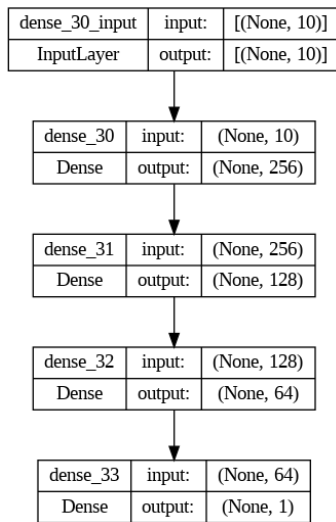 dense_30_input input: [(None, 10)]
InputLayer output: [(None, 10)]
dense_30 input: (None, 10)
Dense output: (None, 256)
dense_31 input: (None, 256)
Dense output: (None, 128)
dense_32 input: (None, 128)
Dense output: (None, 64)
dense_33 input: (None, 64)
Dense output: (None, 1)